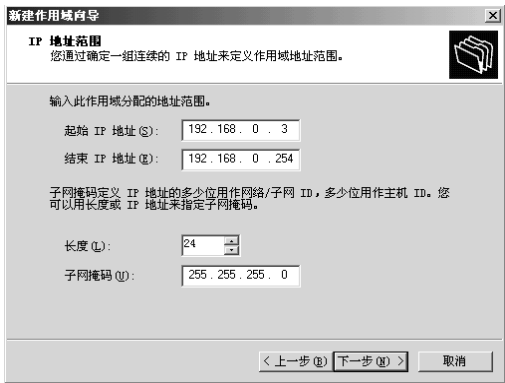 新建作用域向导
IP 地址范围
您通过确定一组连续的 IP 地址来定义作用域地址范围。
输入此作用域分配的地址范围。
起始 IP 地址(S): 192 . 168 . 0 . 3
结束 IP 地址(E): 192 . 168 . 0 . 254
子网掩码定义 IP 地址的多少位用作网络/子网 ID，多少位用作主机 ID。您
可以用长度或 IP 地址来指定子网掩码。
长度(L): 24
子网掩码(U): 255 . 255 . 255 . 0
< 上一步(B) 下一步(N) > 取消